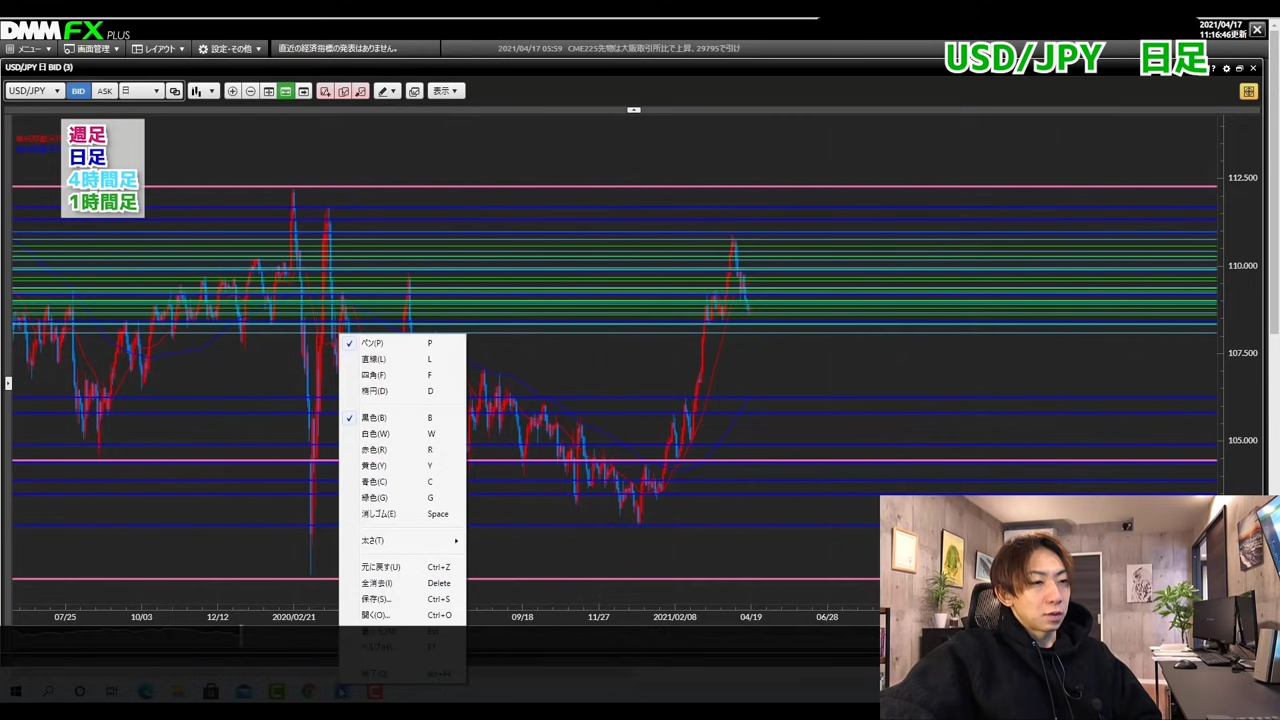 DMM FX PLUS
2021/04/17
11:16:46更新
メニュー 画面管理 レイアウト 設定・その他 直近の経済指標の発表はありません。 2021/04/17 05:59 CME225先物は大阪取引所比で上昇、29795で引け
USD/JPY 日足
USD/JPY 日 BID (3)
USD/JPY BID ASK 日 表示
週足
日足
4時間足
1時間足
112.500
110.000
107.500
105.000
ペン(P) P
直線(L) L
四角(F) F
楕円(D) D
黒色(B) B
白色(W) W
赤色(R) R
黄色(Y) Y
青色(C) C
緑色(G) G
消しゴム(E) Space
太さ(T)
元に戻す(U) Ctrl+Z
全消去(I) Delete
保存(S)... Ctrl+S
開く(O)... Ctrl+O
07/25 10/03 12/12 2020/02/21 09/18 11/27 2021/02/08 04/19 06/28